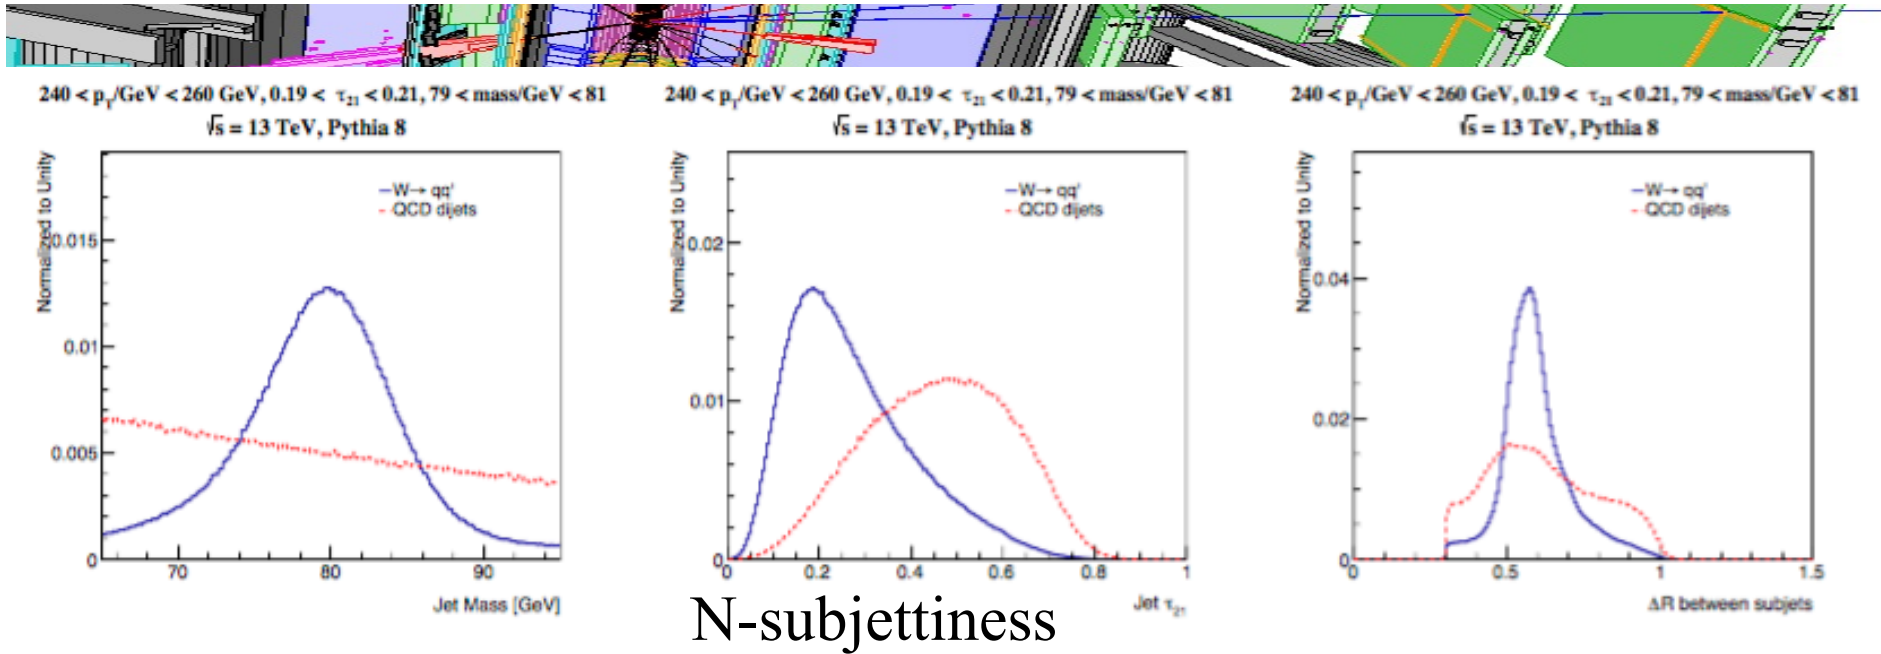 240 < p_T/GeV < 260 GeV, 0.19 < τ₂₁ < 0.21, 79 < mass/GeV < 81
√s = 13 TeV, Pythia 8
Normalized to Unity
W→ qq'
QCD dijets
0.015
0.01
0.005
0
70
80
90
Jet Mass [GeV]
240 < p_T/GeV < 260 GeV, 0.19 < τ₂₁ < 0.21, 79 < mass/GeV < 81
√s = 13 TeV, Pythia 8
Normalized to Unity
W→ qq'
QCD dijets
0.02
0.01
0
0
0.2
0.4
0.6
0.8
1
Jet τ₂₁
240 < p_T/GeV < 260 GeV, 0.19 < τ₂₁ < 0.21, 79 < mass/GeV < 81
√s = 13 TeV, Pythia 8
Normalized to Unity
W→ qq'
QCD dijets
0.04
0.02
0
0
0.5
1
1.5
ΔR between subjets
N-subjettiness